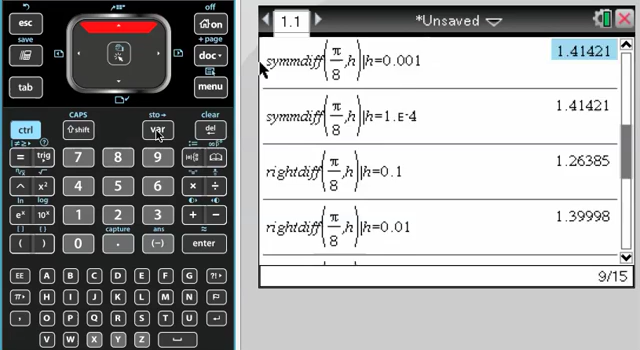 esc
off
on
save
+ page
doc
tab
menu
CAPS
sto→
clear
ctrl
⇧shift
var
del
= trig 7 8 9
^ x² 4 5 6 × ÷
ln log
eˣ 10ˣ 1 2 3 + −
{ } capture ans
( ) 0 . (−) enter
EE A B C D E F G ?!
π H I J K L M N
, O P Q R S T U
V W X Y Z
1.1 *Unsaved
symmdiff(π/8,h)|h=0.001 1.41421
symmdiff(π/8,h)|h=1.E-4 1.41421
rightdiff(π/8,h)|h=0.1 1.26385
rightdiff(π/8,h)|h=0.01 1.39998
9/15